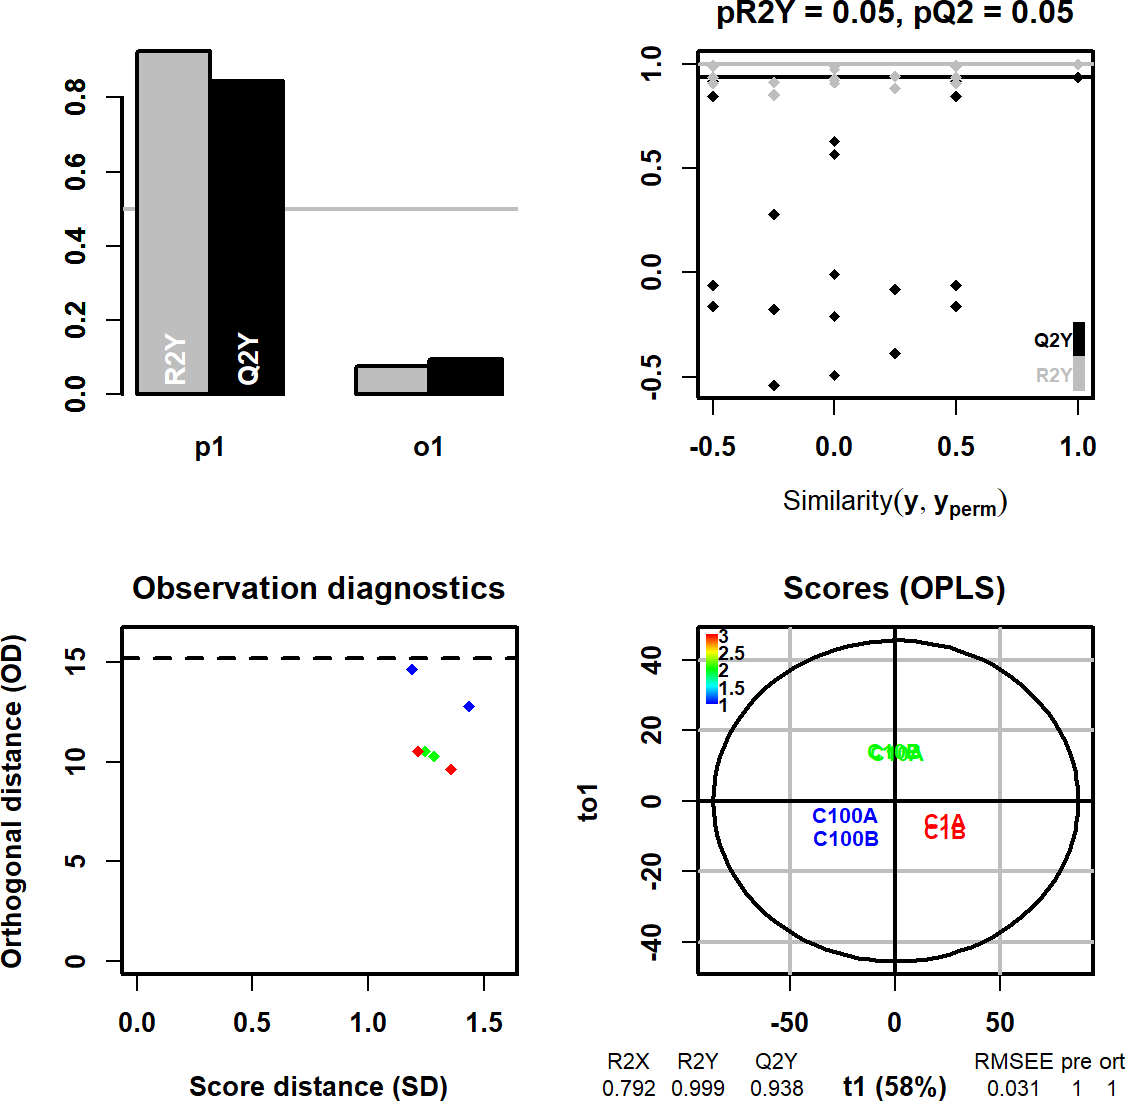 0.0 0.2 0.4 0.6 0.8
R2Y
Q2Y
p1 o1
pR2Y = 0.05, pQ2 = 0.05
-0.5 0.0 0.5 1.0
Q2Y
R2Y
-0.5 0.0 0.5 1.0
Similarity(y, yperm)
Observation diagnostics
Orthogonal distance (OD)
0 5 10 15
0.0 0.5 1.0 1.5
Score distance (SD)
Scores (OPLS)
to1
-40 -20 0 20 40
3
2.5
2
1.5
1
C10B
C10A
C100A
C100B
C1A
C1B
-50 0 50
R2X R2Y Q2Y RMSEE pre ort
0.792 0.999 0.938 t1 (58%) 0.031 1 1